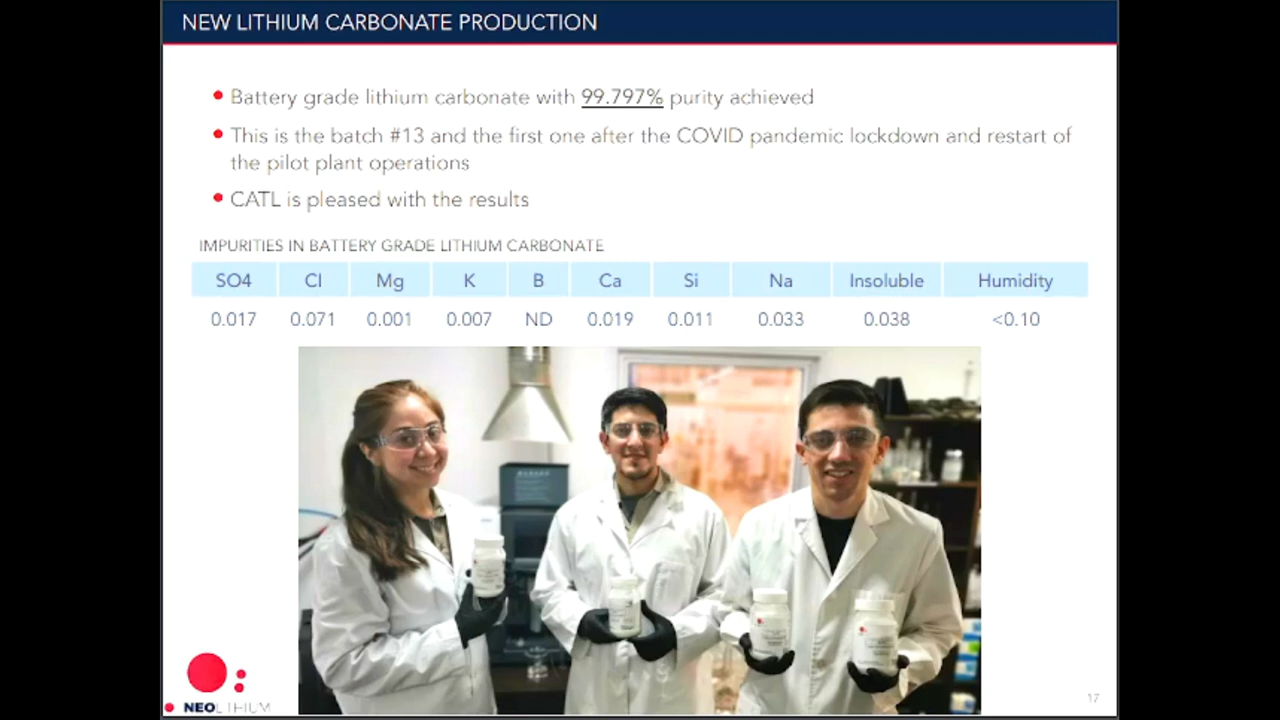 NEW LITHIUM CARBONATE PRODUCTION
Battery grade lithium carbonate with 99.797% purity achieved
This is the batch #13 and the first one after the COVID pandemic lockdown and restart of
the pilot plant operations
CATL is pleased with the results
IMPURITIES IN BATTERY GRADE LITHIUM CARBONATE
SO4 Cl Mg K B Ca Si Na Insoluble Humidity
0.017 0.071 0.001 0.007 ND 0.019 0.011 0.033 0.038 <0.10
NEOLITHIUM
17